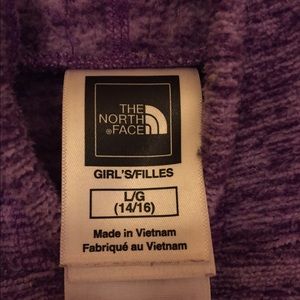 THE
NORTH
FACE
®
GIRL'S/FILLES
L/G
(14/16)
Made in Vietnam
Fabriqué au Vietnam